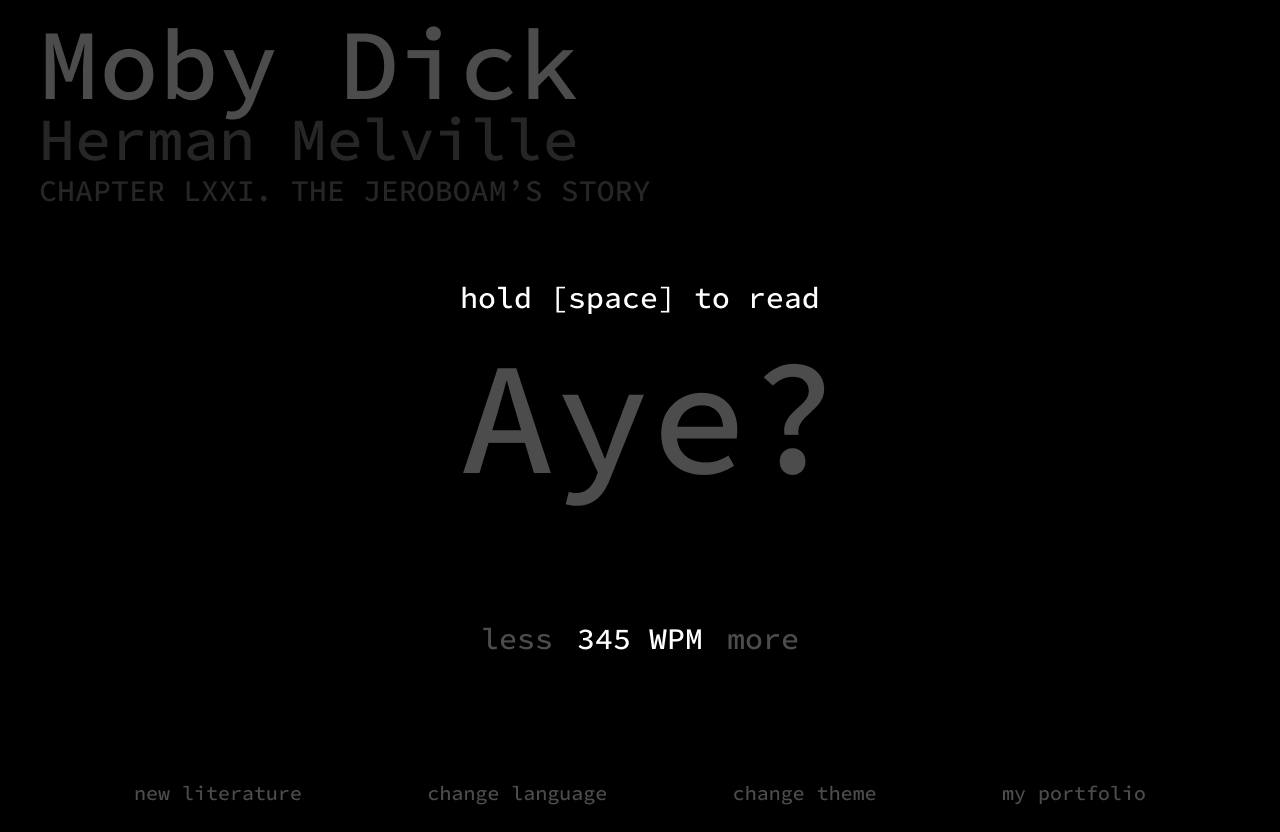 Moby Dick
Herman Melville
CHAPTER LXXI. THE JEROBOAM’S STORY
hold [space] to read
Aye?
less 345 WPM more
new literature change language change theme my portfolio